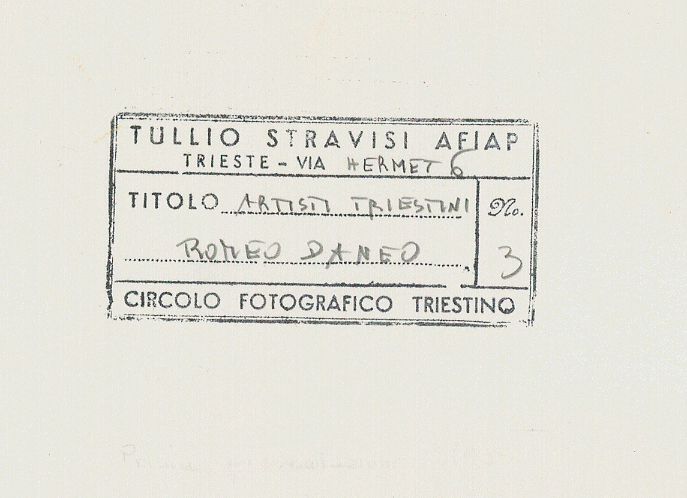 TULLIO STRAVISI AFIAP
TRIESTE - VIA HERMET 6
TITOLO ARTISTI TRIESTINI No.
ROMEO DANEO 3
CIRCOLO FOTOGRAFICO TRIESTINO